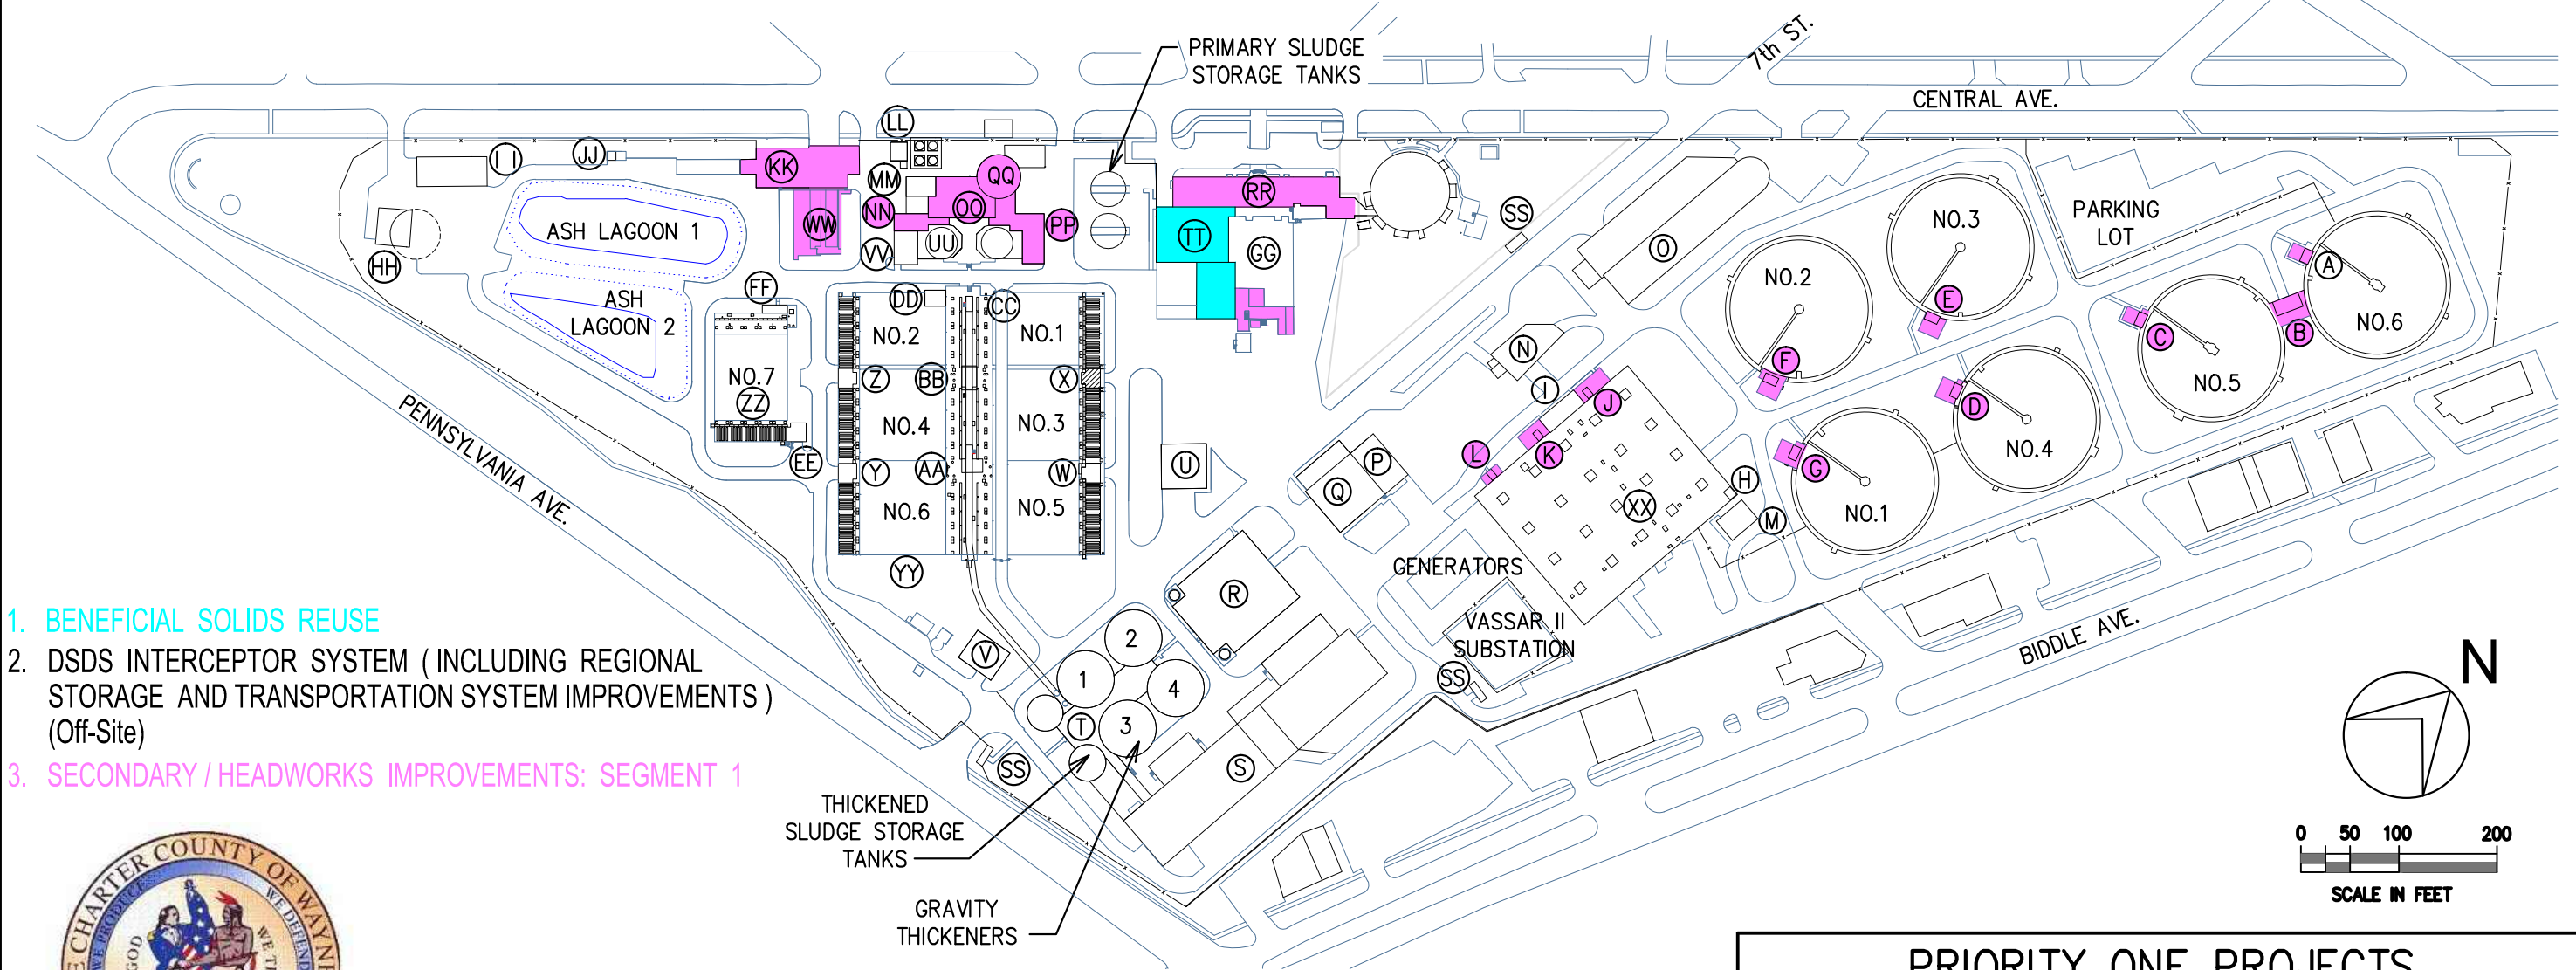 PRIMARY SLUDGE
STORAGE TANKS
7th ST.
CENTRAL AVE.
LL
II
JJ
KK
MM
QQ
NN
OO
PP
RR
WW
UU
VV
TT
GG
SS
O
NO.3
PARKING
LOT
ASH LAGOON 1
HH
ASH
LAGOON 2
FF
DD
CC
NO.2
NO.1
NO.2
E
A
C
B
NO.6
NO.5
NO.7
ZZ
Z
BB
X
N
I
J
F
D
NO.4
NO.3
NO.4
PENNSYLVANIA AVE.
EE
Y
AA
W
U
P
Q
L
K
G
H
XX
M
NO.1
NO.6
NO.5
YY
GENERATORS
R
VASSAR II
SUBSTATION
SS
BIDDLE AVE.
V
2
1
4
3
T
S
SS
1. BENEFICIAL SOLIDS REUSE
2. DSDS INTERCEPTOR SYSTEM ( INCLUDING REGIONAL
STORAGE AND TRANSPORTATION SYSTEM IMPROVEMENTS )
(Off-Site)
3. SECONDARY / HEADWORKS IMPROVEMENTS: SEGMENT 1
THICKENED
SLUDGE STORAGE
TANKS
GRAVITY
THICKENERS
N
0 50 100 200
SCALE IN FEET
CHARTER COUNTY OF WAYNE
WE PRODUCE
WE DEFEND
GOD
PRIORITY ONE PROJECTS